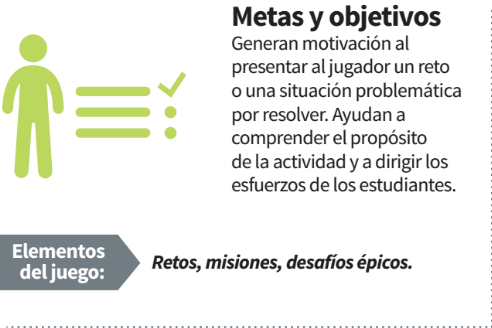 Metas y objetivos
Generan motivación al
presentar al jugador un reto
o una situación problemática
por resolver. Ayudan a
comprender el propósito
de la actividad y a dirigir los
esfuerzos de los estudiantes.
Elementos
del juego:
Retos, misiones, desafíos épicos.